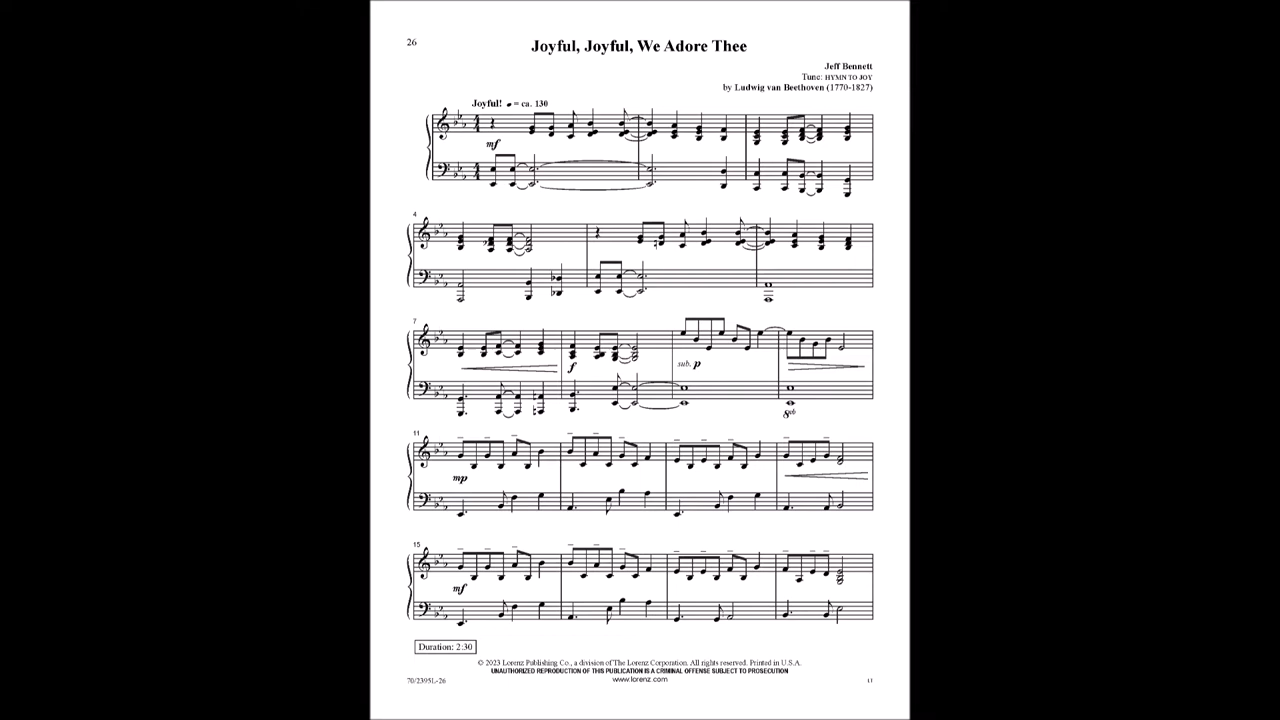 26
Joyful, Joyful, We Adore Thee
Jeff Bennett
Tune: HYMN TO JOY
by Ludwig van Beethoven (1770-1827)
Joyful! ♩ = ca. 130
mf
4
7
f
sub. p
8vb
11
mp
15
mf
Duration: 2:30
© 2023 Lorenz Publishing Co., a division of The Lorenz Corporation. All rights reserved. Printed in U.S.A.
UNAUTHORIZED REPRODUCTION OF THIS PUBLICATION IS A CRIMINAL OFFENSE SUBJECT TO PROSECUTION
www.lorenz.com
70/2395L-26